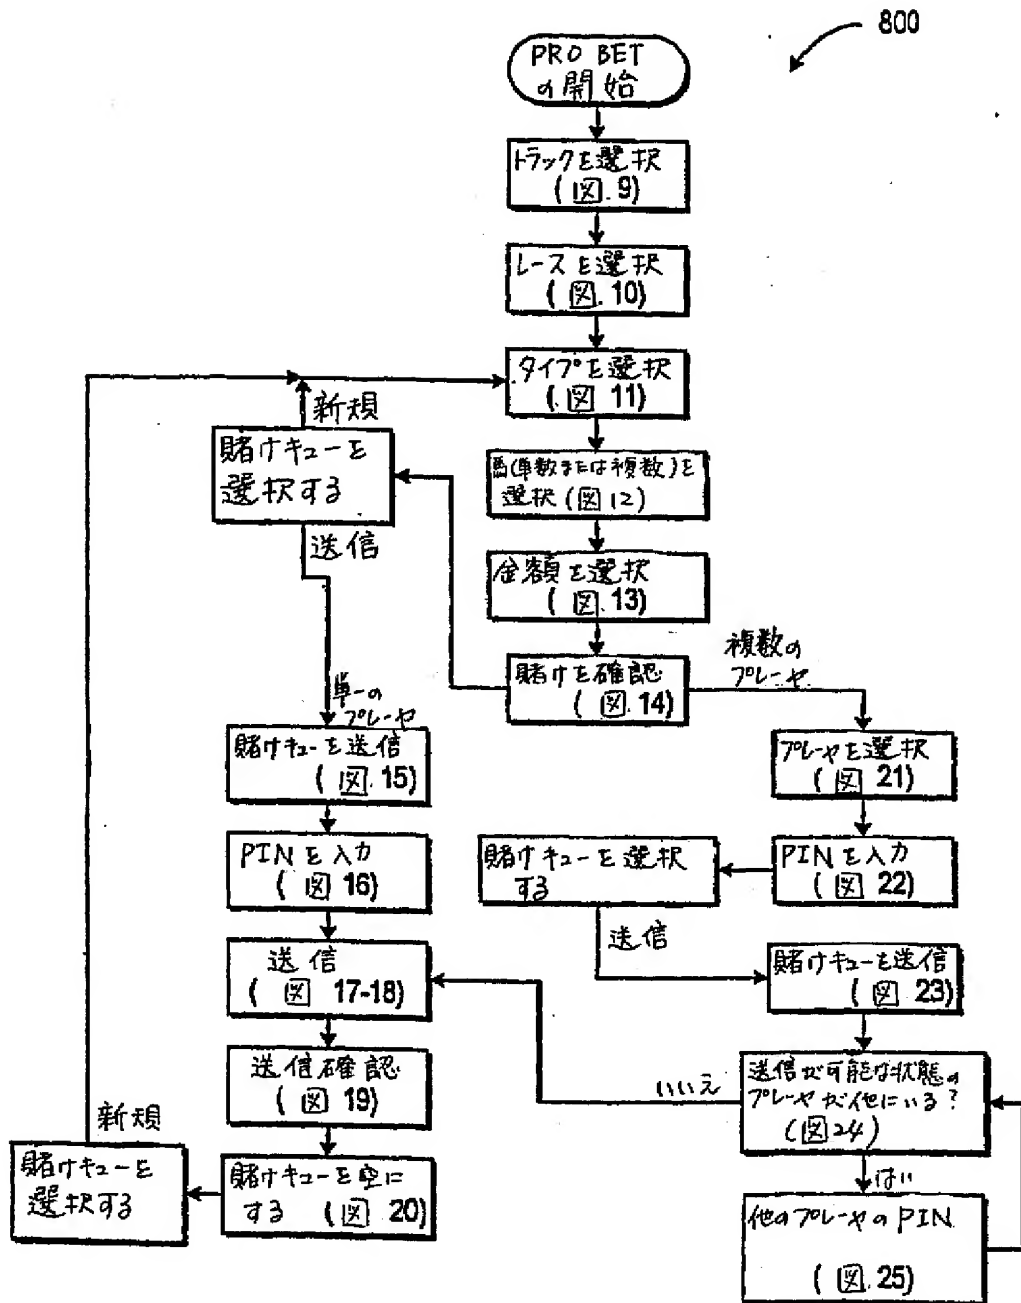 800
PRO BET
の開始
トラックを選択
(図. 9)
レースを選択
(図. 10)
タイプを選択
(図 11)
新規
賭けキューを
選択する
送信
馬(単数または複数)を
選択(図12)
金額を選択
(図. 13)
賭けを確認
(図. 14)
複数の
プレーヤ
単一の
プレーヤ
賭けキューを送信
(図. 15)
プレーヤを選択
(図 21)
PINを入力
(図 16)
賭けキューを選択
する
PINを入力
(図 22)
送信
送信
(図 17-18)
賭けキューを送信
(図 23)
送信確認
(図 19)
いいえ
送信が可能な状態の
プレーヤが他にいる?
(図24)
新規
賭けキューを
選択する
賭けキューを空に
する (図 20)
はい
他のプレーヤのPIN
(図. 25)